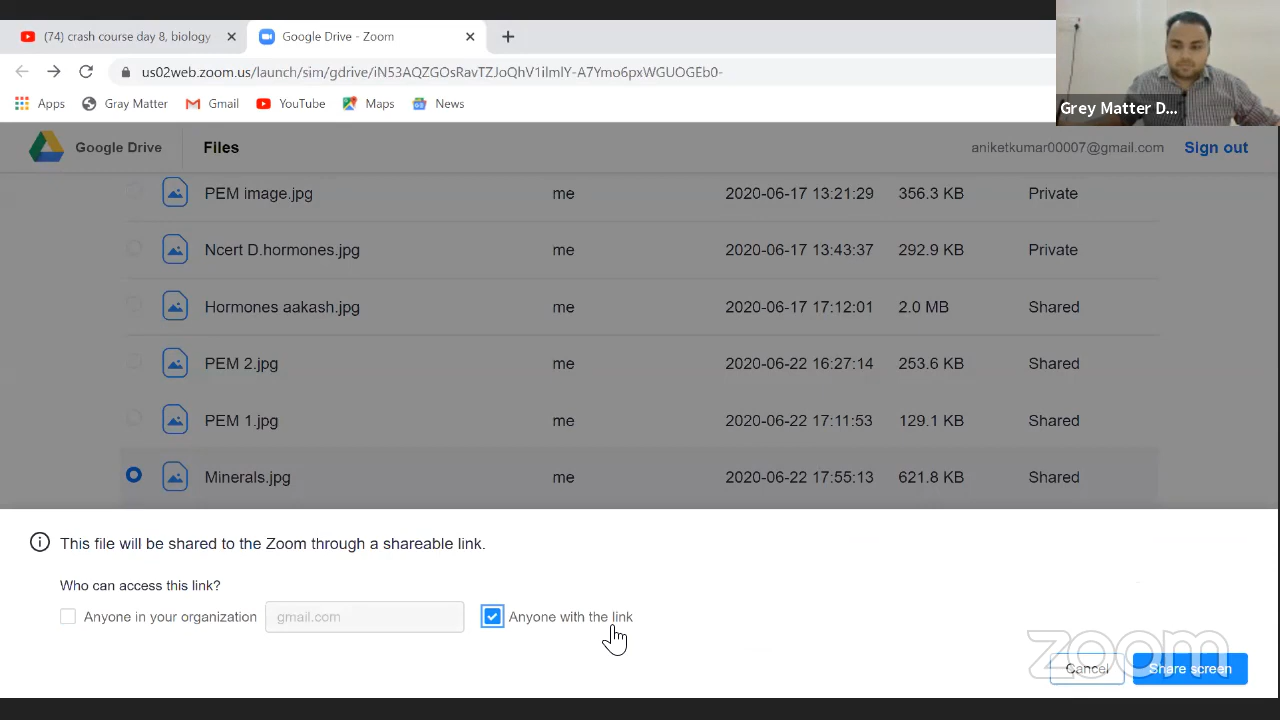 (74) crash course day 8, biology
Google Drive - Zoom
us02web.zoom.us/launch/sim/gdrive/iN53AQZGOsRavTZJoQhV1ilmlY-A7Ymo6pxWGUOGEb0-
Apps Gray Matter Gmail YouTube Maps News
Grey Matter D...
Google Drive Files aniketkumar00007@gmail.com Sign out
PEM image.jpg me 2020-06-17 13:21:29 356.3 KB Private
Ncert D.hormones.jpg me 2020-06-17 13:43:37 292.9 KB Private
Hormones aakash.jpg me 2020-06-17 17:12:01 2.0 MB Shared
PEM 2.jpg me 2020-06-22 16:27:14 253.6 KB Shared
PEM 1.jpg me 2020-06-22 17:11:53 129.1 KB Shared
Minerals.jpg me 2020-06-22 17:55:13 621.8 KB Shared
This file will be shared to the Zoom through a shareable link.
Who can access this link?
Anyone in your organization gmail.com Anyone with the link
zoom
Cancel Share screen